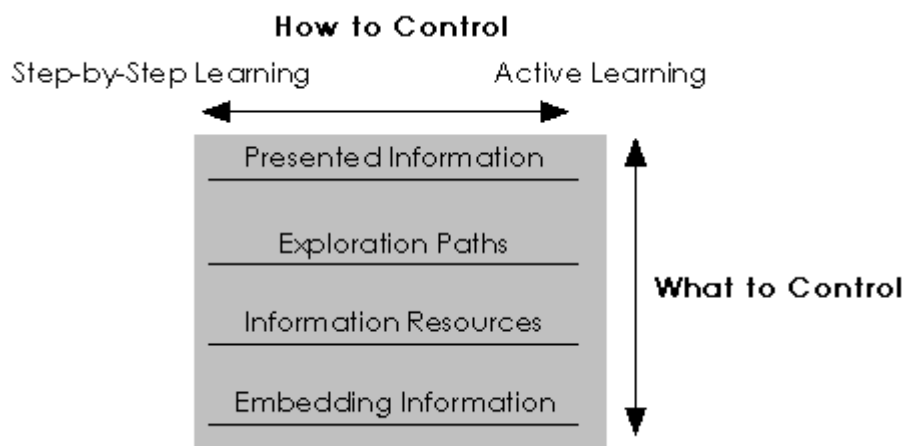 How to Control
Step-by-Step Learning
Active Learning
Presented Information
Exploration Paths
What to Control
Information Resources
Embedding Information